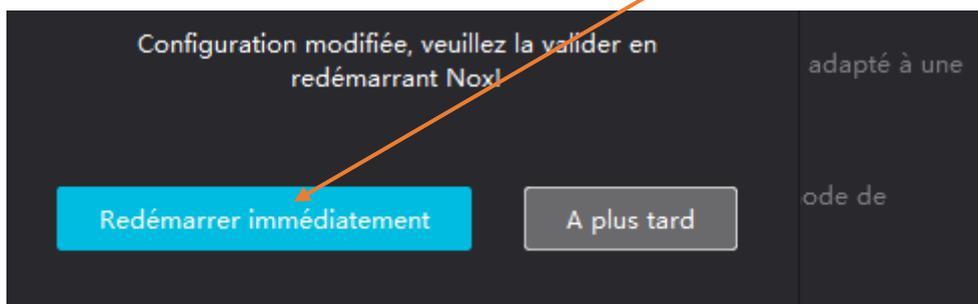 Configuration modifiée, veuillez la valider en
redémarrant Nox!
adapté à une
ode de
Redémarrer immédiatement
A plus tard